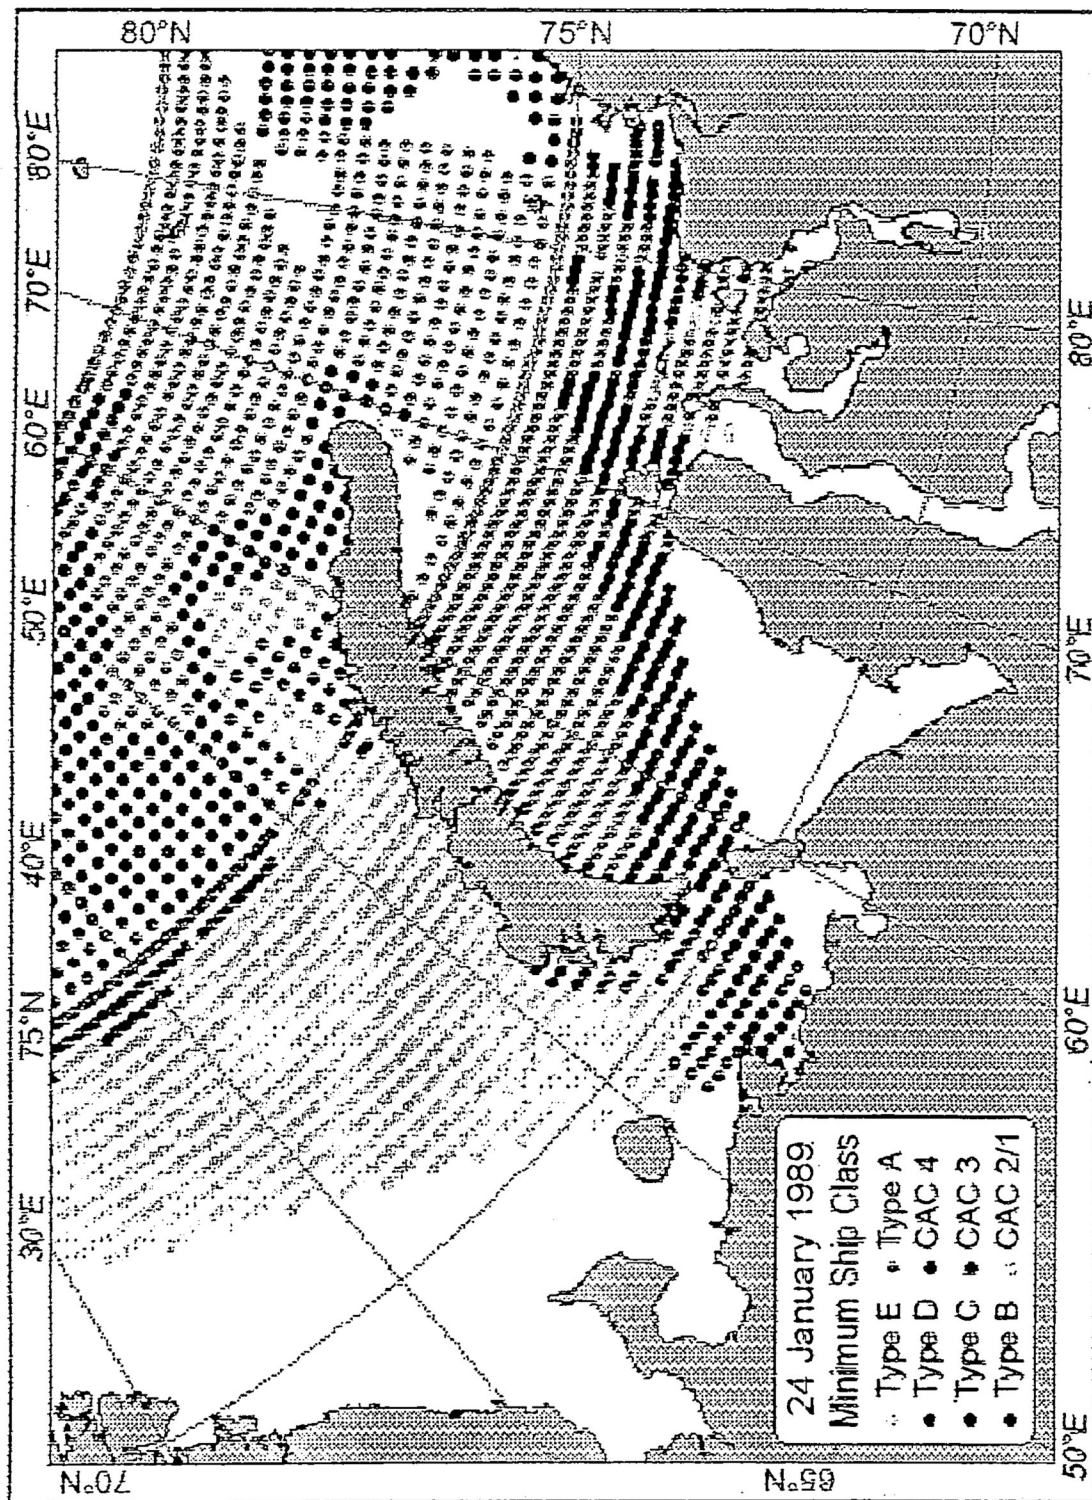 80°N
75°N
70°N
80°E
70°E
60°E
50°E
40°E
75°N
30°E
70°N
65°N
50°E
60°E
70°E
80°E
24 January 1989
Minimum Ship Class
Type E Type A
Type D CAC 4
Type C CAC 3
Type B CAC 2/1